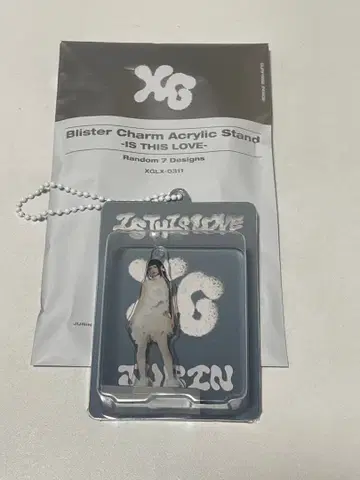 XG
Blister Charm Acrylic Stand
-IS THIS LOVE-
Random 7 Designs
XGLX-0311
IS THIS LOVE
XG
JURIN